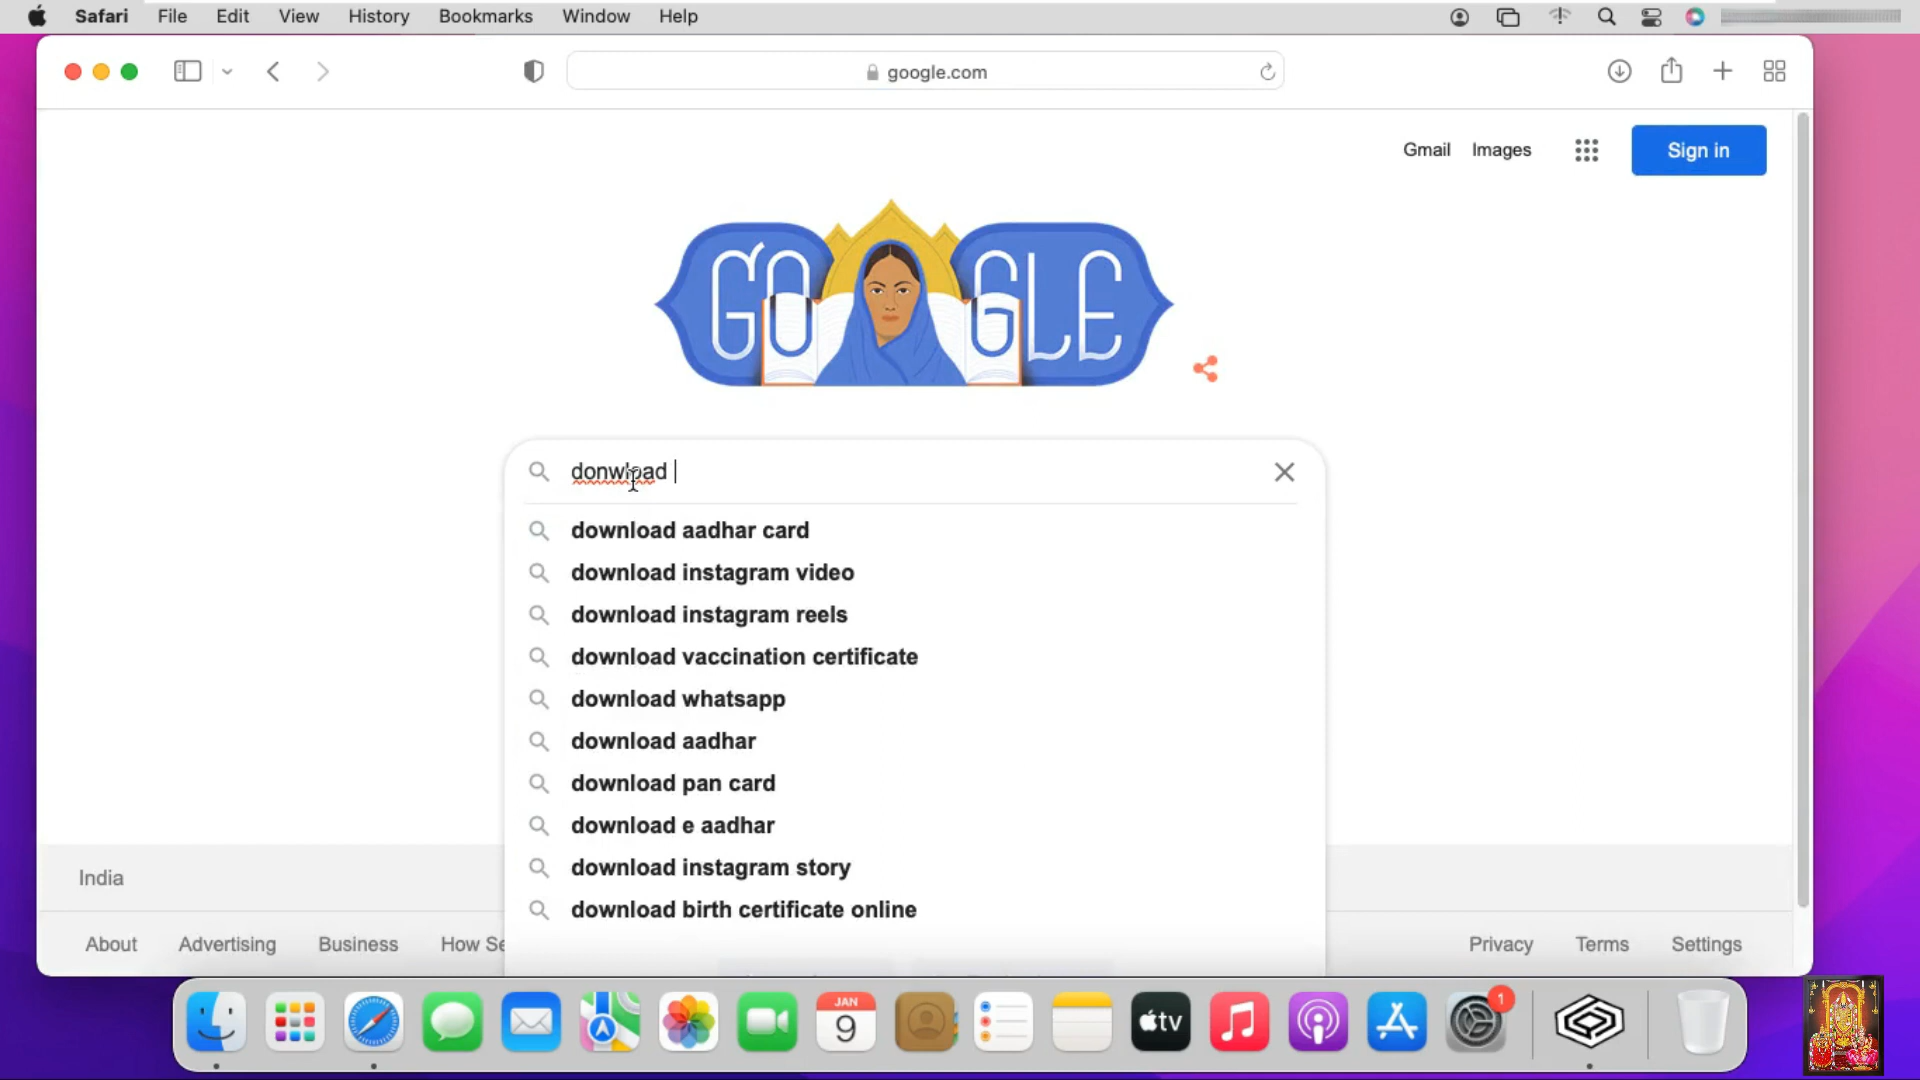 Safari File Edit View History Bookmarks Window Help
google.com
Gmail Images Sign in
GOOGLE
donwload
download aadhar card
download instagram video
download instagram reels
download vaccination certificate
download whatsapp
download aadhar
download pan card
download e aadhar
download instagram story
download birth certificate online
India
About Advertising Business How Se
Privacy Terms Settings
JAN
9
tv
1